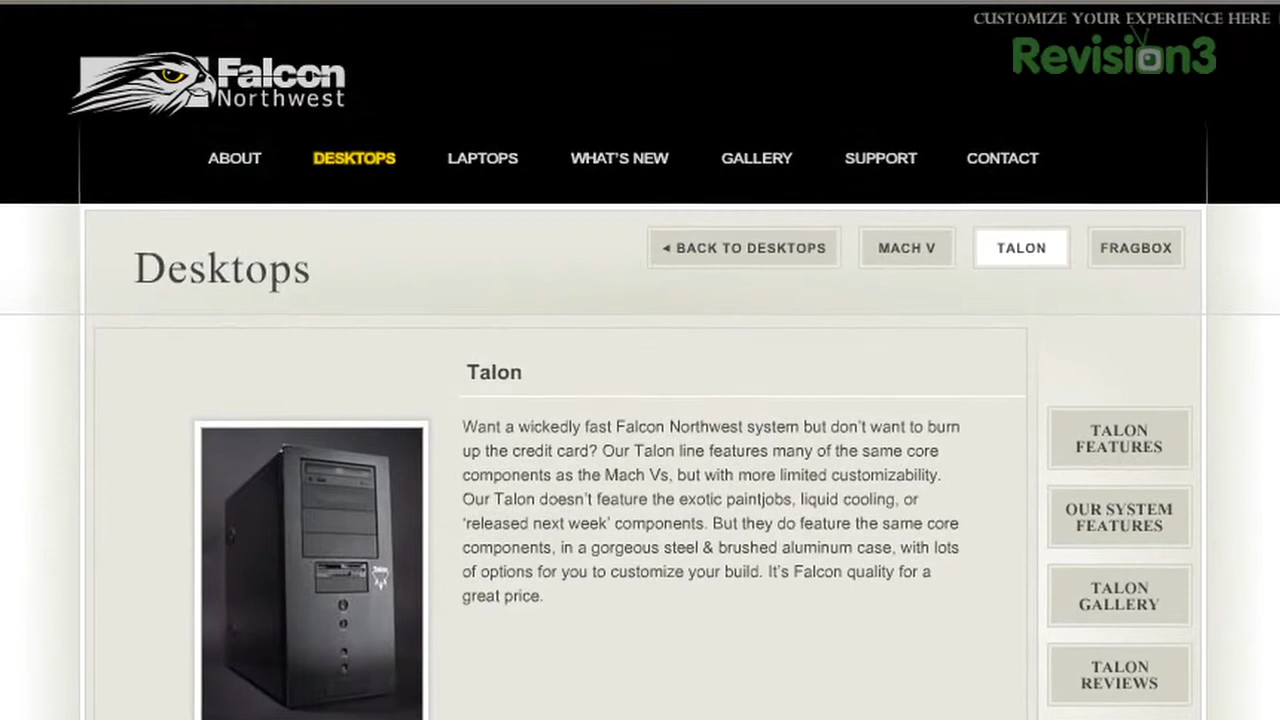 CUSTOMIZE YOUR EXPERIENCE HERE
Revision3
Falcon
Northwest
ABOUT DESKTOPS LAPTOPS WHAT'S NEW GALLERY SUPPORT CONTACT
Desktops
◄ BACK TO DESKTOPS MACH V TALON FRAGBOX
Talon
Want a wickedly fast Falcon Northwest system but don't want to burn
up the credit card? Our Talon line features many of the same core
components as the Mach Vs, but with more limited customizability.
Our Talon doesn't feature the exotic paintjobs, liquid cooling, or
'released next week' components. But they do feature the same core
components, in a gorgeous steel & brushed aluminum case, with lots
of options for you to customize your build. It's Falcon quality for a
great price.
TALON
FEATURES
OUR SYSTEM
FEATURES
TALON
GALLERY
TALON
REVIEWS